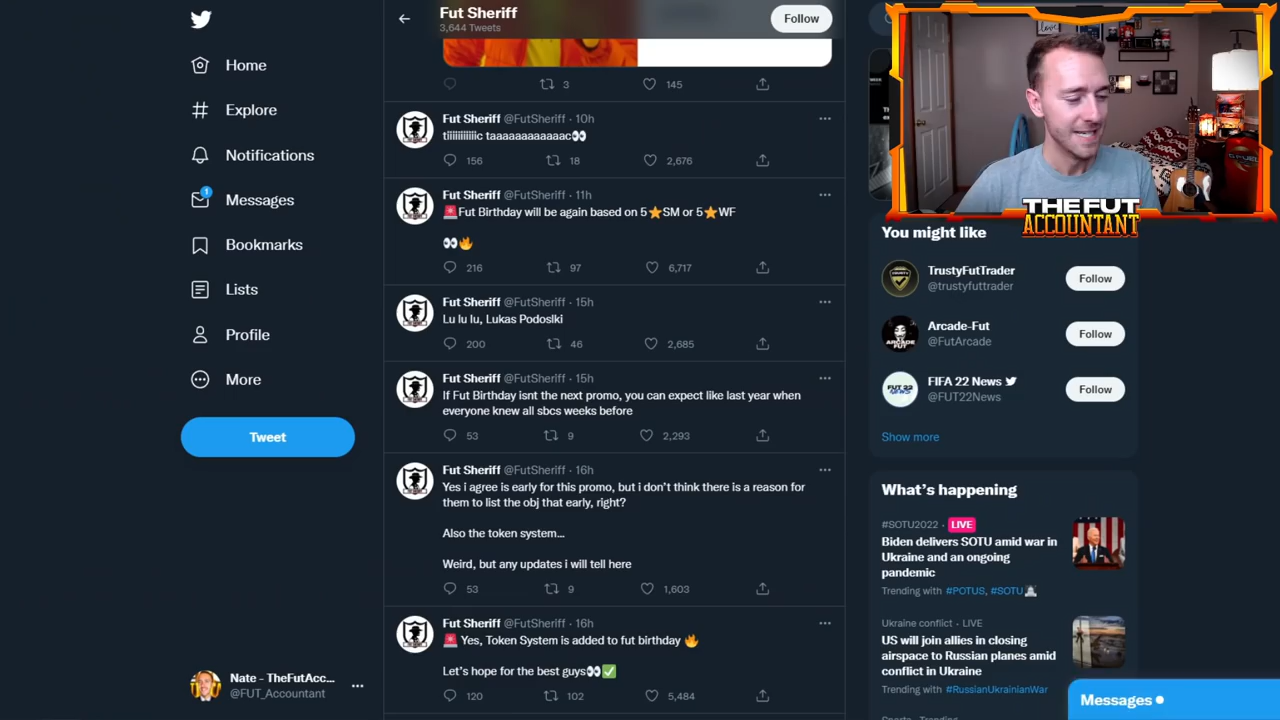 Home
Explore
Notifications
1
Messages
Bookmarks
Lists
Profile
More
Tweet
Nate - TheFutAcc...
@FUT_Accountant
Fut Sheriff
3,644 Tweets
Follow
3
145
Fut Sheriff @FutSheriff · 10h
tiiiiiiiiiiic taaaaaaaaaaaac👀
156
18
2,676
Fut Sheriff @FutSheriff · 11h
🚨Fut Birthday will be again based on 5⭐SM or 5⭐WF
👀🔥
216
97
6,717
Fut Sheriff @FutSheriff · 15h
Lu lu lu, Lukas Podoslki
200
46
2,685
Fut Sheriff @FutSheriff · 15h
If Fut Birthday isnt the next promo, you can expect like last year when
everyone knew all sbcs weeks before
53
9
2,293
Fut Sheriff @FutSheriff · 16h
Yes i agree is early for this promo, but i don't think there is a reason for
them to list the obj that early, right?
Also the token system...
Weird, but any updates i will tell here
53
9
1,603
Fut Sheriff @FutSheriff · 16h
🚨 Yes, Token System is added to fut birthday 🔥
Let's hope for the best guys👀✅
120
102
5,484
THE FUT
ACCOUNTANT
You might like
TrustyFutTrader
@trustyfuttrader
Follow
Arcade-Fut
@FutArcade
Follow
FIFA 22 News
@FUT22News
Follow
Show more
What's happening
#SOTU2022 · LIVE
Biden delivers SOTU amid war in
Ukraine and an ongoing
pandemic
Trending with #POTUS, #SOTU
Ukraine conflict · LIVE
US will join allies in closing
airspace to Russian planes amid
conflict in Ukraine
Trending with #RussianUkrainianWar
Messages